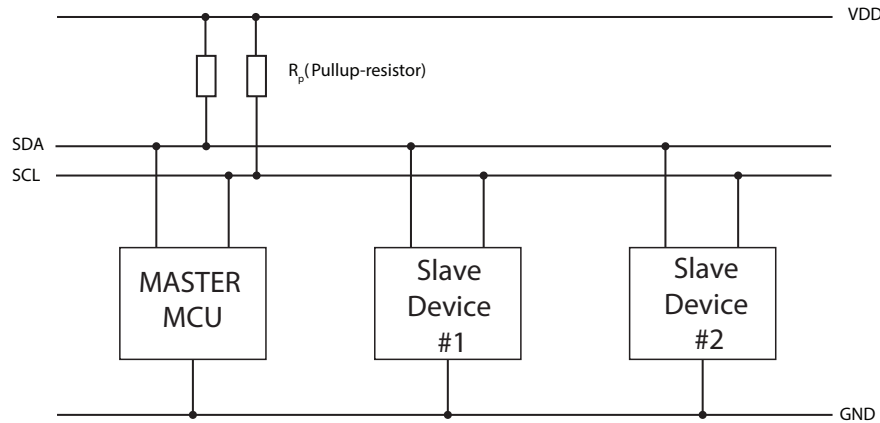 VDD
Rp(Pullup-resistor)
SDA
SCL
MASTER
MCU
Slave
Device
#1
Slave
Device
#2
GND